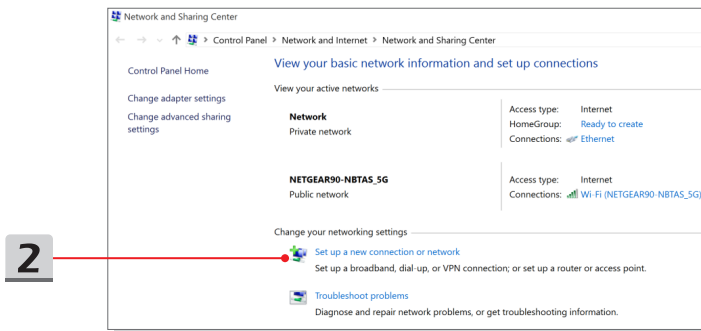 Network and Sharing Center
Control Panel > Network and Internet > Network and Sharing Center
Control Panel Home
Change adapter settings
Change advanced sharing
settings
View your basic network information and set up connections
View your active networks
Network
Private network
Access type: Internet
HomeGroup: Ready to create
Connections: Ethernet
NETGEAR90-NBTAS_5G
Public network
Access type: Internet
Connections: Wi-Fi (NETGEAR90-NBTAS_5G)
Change your networking settings
2
Set up a new connection or network
Set up a broadband, dial-up, or VPN connection; or set up a router or access point.
Troubleshoot problems
Diagnose and repair network problems, or get troubleshooting information.